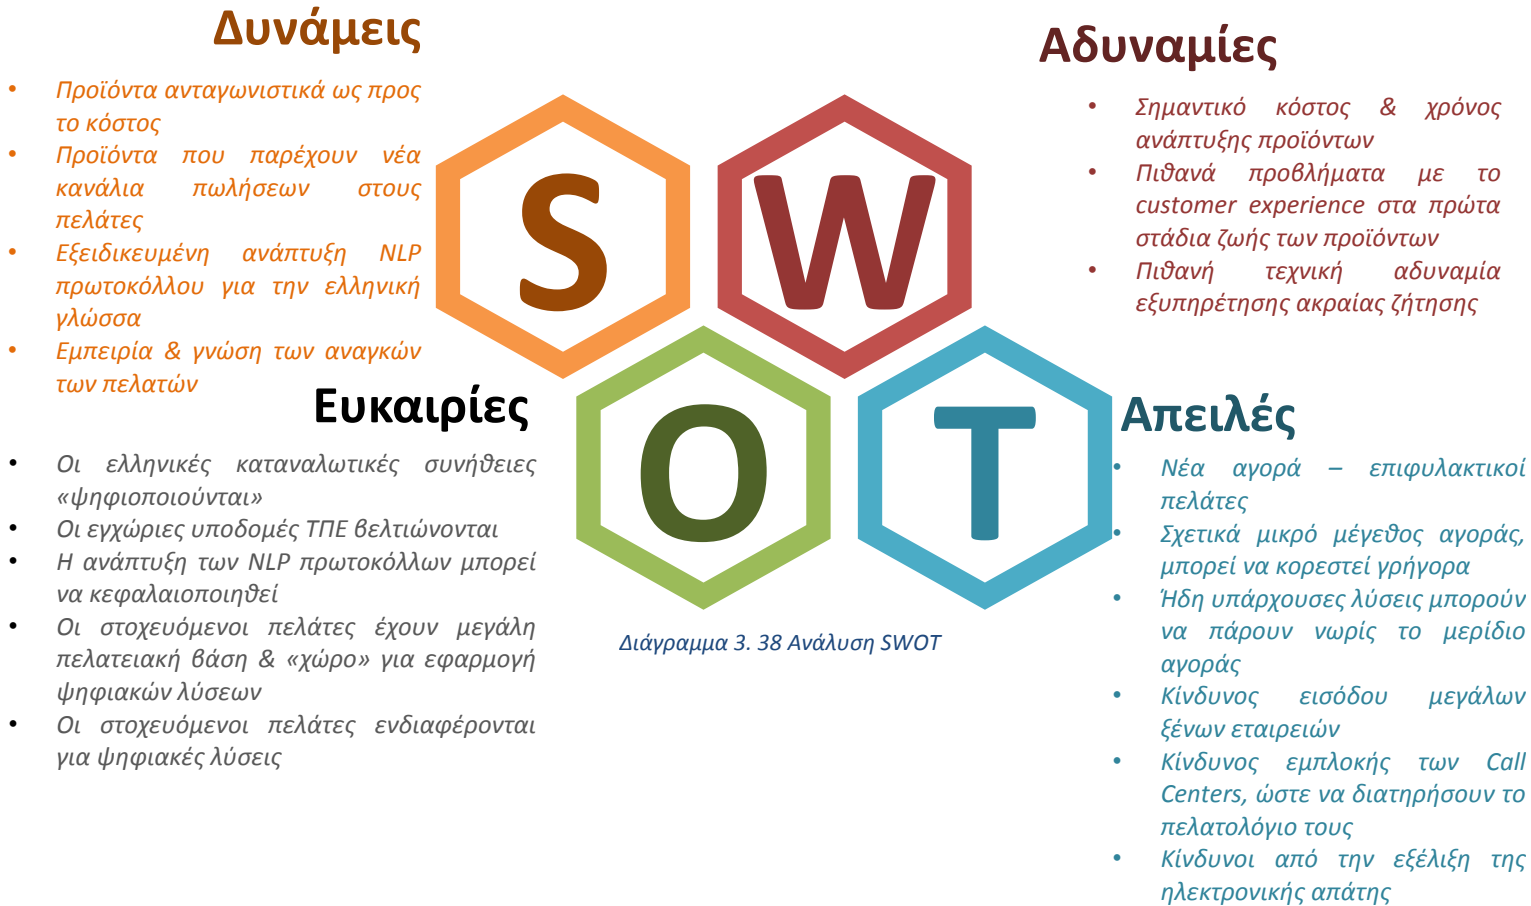 Δυνάμεις
• Προϊόντα ανταγωνιστικά ως προς
το κόστος
• Προϊόντα που παρέχουν νέα
κανάλια πωλήσεων στους
πελάτες
• Εξειδικευμένη ανάπτυξη NLP
πρωτοκόλλου για την ελληνική
γλώσσα
• Εμπειρία & γνώση των αναγκών
των πελατών
Αδυναμίες
• Σημαντικό κόστος & χρόνος
ανάπτυξης προϊόντων
• Πιθανά προβλήματα με το
customer experience στα πρώτα
στάδια ζωής των προϊόντων
• Πιθανή τεχνική αδυναμία
εξυπηρέτησης ακραίας ζήτησης
S
W
O
T
Ευκαιρίες
• Οι ελληνικές καταναλωτικές συνήθειες
«ψηφιοποιούνται»
• Οι εγχώριες υποδομές ΤΠΕ βελτιώνονται
• Η ανάπτυξη των NLP πρωτοκόλλων μπορεί
να κεφαλαιοποιηθεί
• Οι στοχευόμενοι πελάτες έχουν μεγάλη
πελατειακή βάση & «χώρο» για εφαρμογή
ψηφιακών λύσεων
• Οι στοχευόμενοι πελάτες ενδιαφέρονται
για ψηφιακές λύσεις
Απειλές
• Νέα αγορά – επιφυλακτικοί
πελάτες
• Σχετικά μικρό μέγεθος αγοράς,
μπορεί να κορεστεί γρήγορα
• Ήδη υπάρχουσες λύσεις μπορούν
να πάρουν νωρίς το μερίδιο
αγοράς
• Κίνδυνος εισόδου μεγάλων
ξένων εταιρειών
• Κίνδυνος εμπλοκής των Call
Centers, ώστε να διατηρήσουν το
πελατολόγιο τους
• Κίνδυνοι από την εξέλιξη της
ηλεκτρονικής απάτης
Διάγραμμα 3. 38 Ανάλυση SWOT